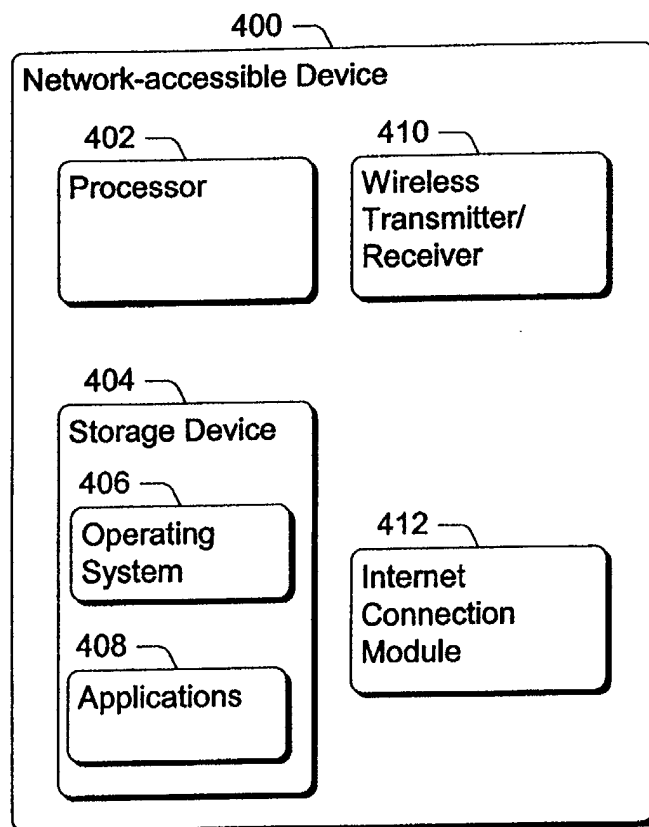 400
Network-accessible Device
402
Processor
410
Wireless
Transmitter/
Receiver
404
Storage Device
406
Operating
System
408
Applications
412
Internet
Connection
Module